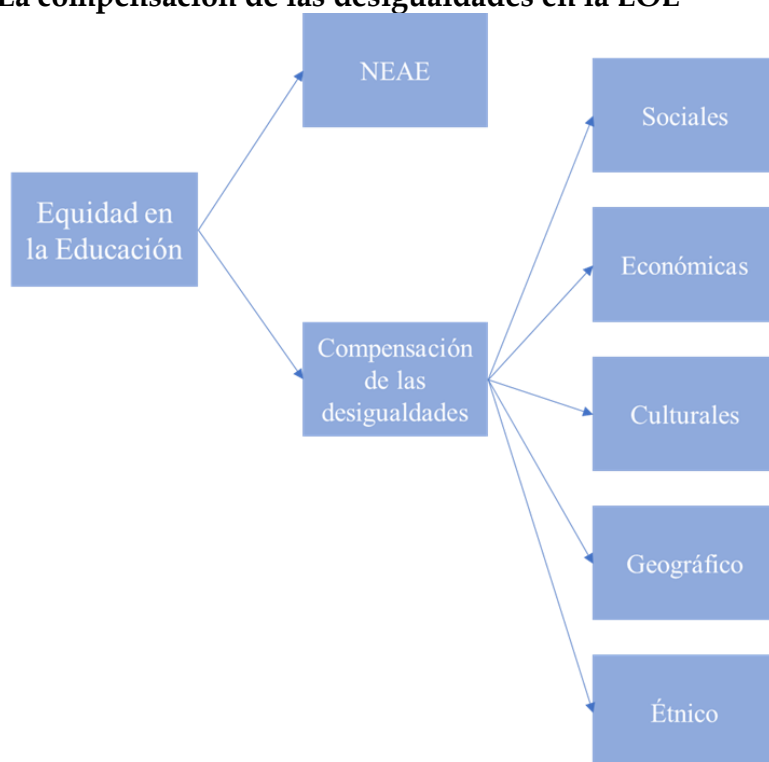 La compensación de las desigualdades en la LOE
NEAE
Sociales
Equidad en
la Educación
Económicas
Compensación
de las
desigualdades
Culturales
Geográfico
Étnico